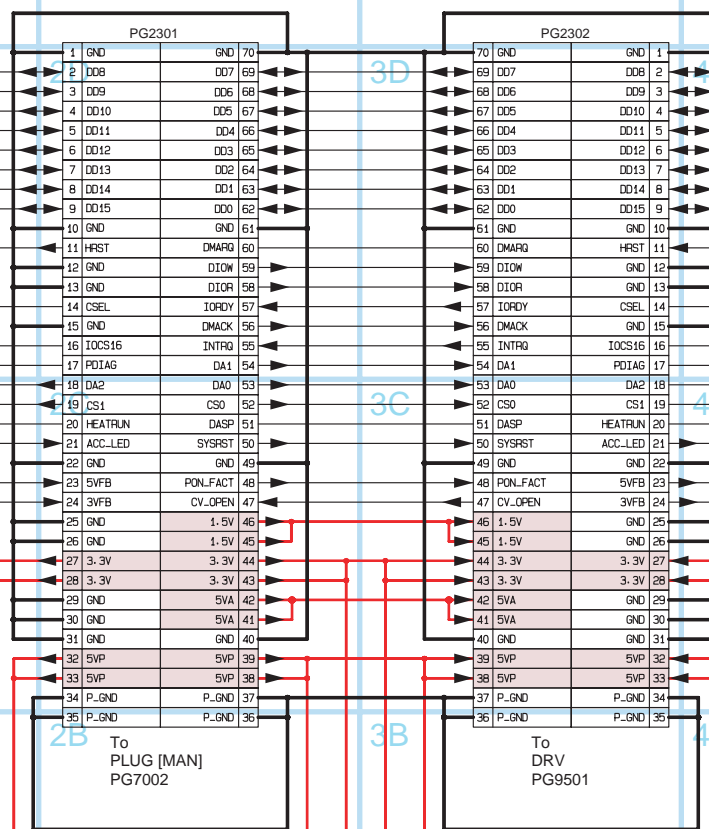 PG2301
1 GND GND 70
2 DD8 DD7 69
3 DD9 DD6 68
4 DD10 DD5 67
5 DD11 DD4 66
6 DD12 DD3 65
7 DD13 DD2 64
8 DD14 DD1 63
9 DD15 DD0 62
10 GND GND 61
11 HRST DMARQ 60
12 GND DIOW 59
13 GND DIOR 58
14 CSEL IORDY 57
15 GND DMACK 56
16 IOCS16 INTRQ 55
17 PDIAG DA1 54
18 DA2 DA0 53
19 CS1 CS0 52
20 HEATRUN DASP 51
21 ACC_LED SYSRST 50
22 GND GND 49
23 5VFB PON_FACT 48
24 3VFB CV_OPEN 47
25 GND 1.5V 46
26 GND 1.5V 45
27 3.3V 3.3V 44
28 3.3V 3.3V 43
29 GND 5VA 42
30 GND 5VA 41
31 GND GND 40
32 5VP 5VP 39
33 5VP 5VP 38
34 P_GND P_GND 37
35 P_GND P_GND 36
To
PLUG [MAN]
PG7002
PG2302
70 GND GND 1
69 DD7 DD8 2
68 DD6 DD9 3
67 DD5 DD10 4
66 DD4 DD11 5
65 DD3 DD12 6
64 DD2 DD13 7
63 DD1 DD14 8
62 DD0 DD15 9
61 GND GND 10
60 DMARQ HRST 11
59 DIOW GND 12
58 DIOR GND 13
57 IORDY CSEL 14
56 DMACK GND 15
55 INTRQ IOCS16 16
54 DA1 PDIAG 17
53 DA0 DA2 18
52 CS0 CS1 19
51 DASP HEATRUN 20
50 SYSRST ACC_LED 21
49 GND GND 22
48 PON_FACT 5VFB 23
47 CV_OPEN 3VFB 24
46 1.5V GND 25
45 1.5V GND 26
44 3.3V 3.3V 27
43 3.3V 3.3V 28
42 5VA GND 29
41 5VA GND 30
40 GND GND 31
39 5VP 5VP 32
38 5VP 5VP 33
37 P_GND P_GND 34
36 P_GND P_GND 35
To
DRV
PG9501
2D 3D 4
2C 3C 4
2B 3B 4